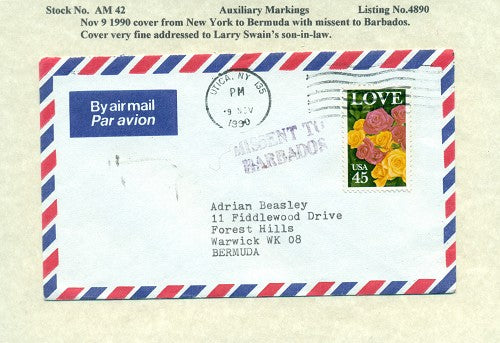 Stock No. AM 42 Auxiliary Markings Listing No.4890
Nov 9 1990 cover from New York to Bermuda with missent to Barbados.
Cover very fine addressed to Larry Swain's son-in-law.
By air mail
Par avion
UTICA, NY 135
PM
9 NOV
1990
MISSENT TO
BARBADOS
LOVE
USA
45
Adrian Beasley
11 Fiddlewood Drive
Forest Hills
Warwick WK 08
BERMUDA